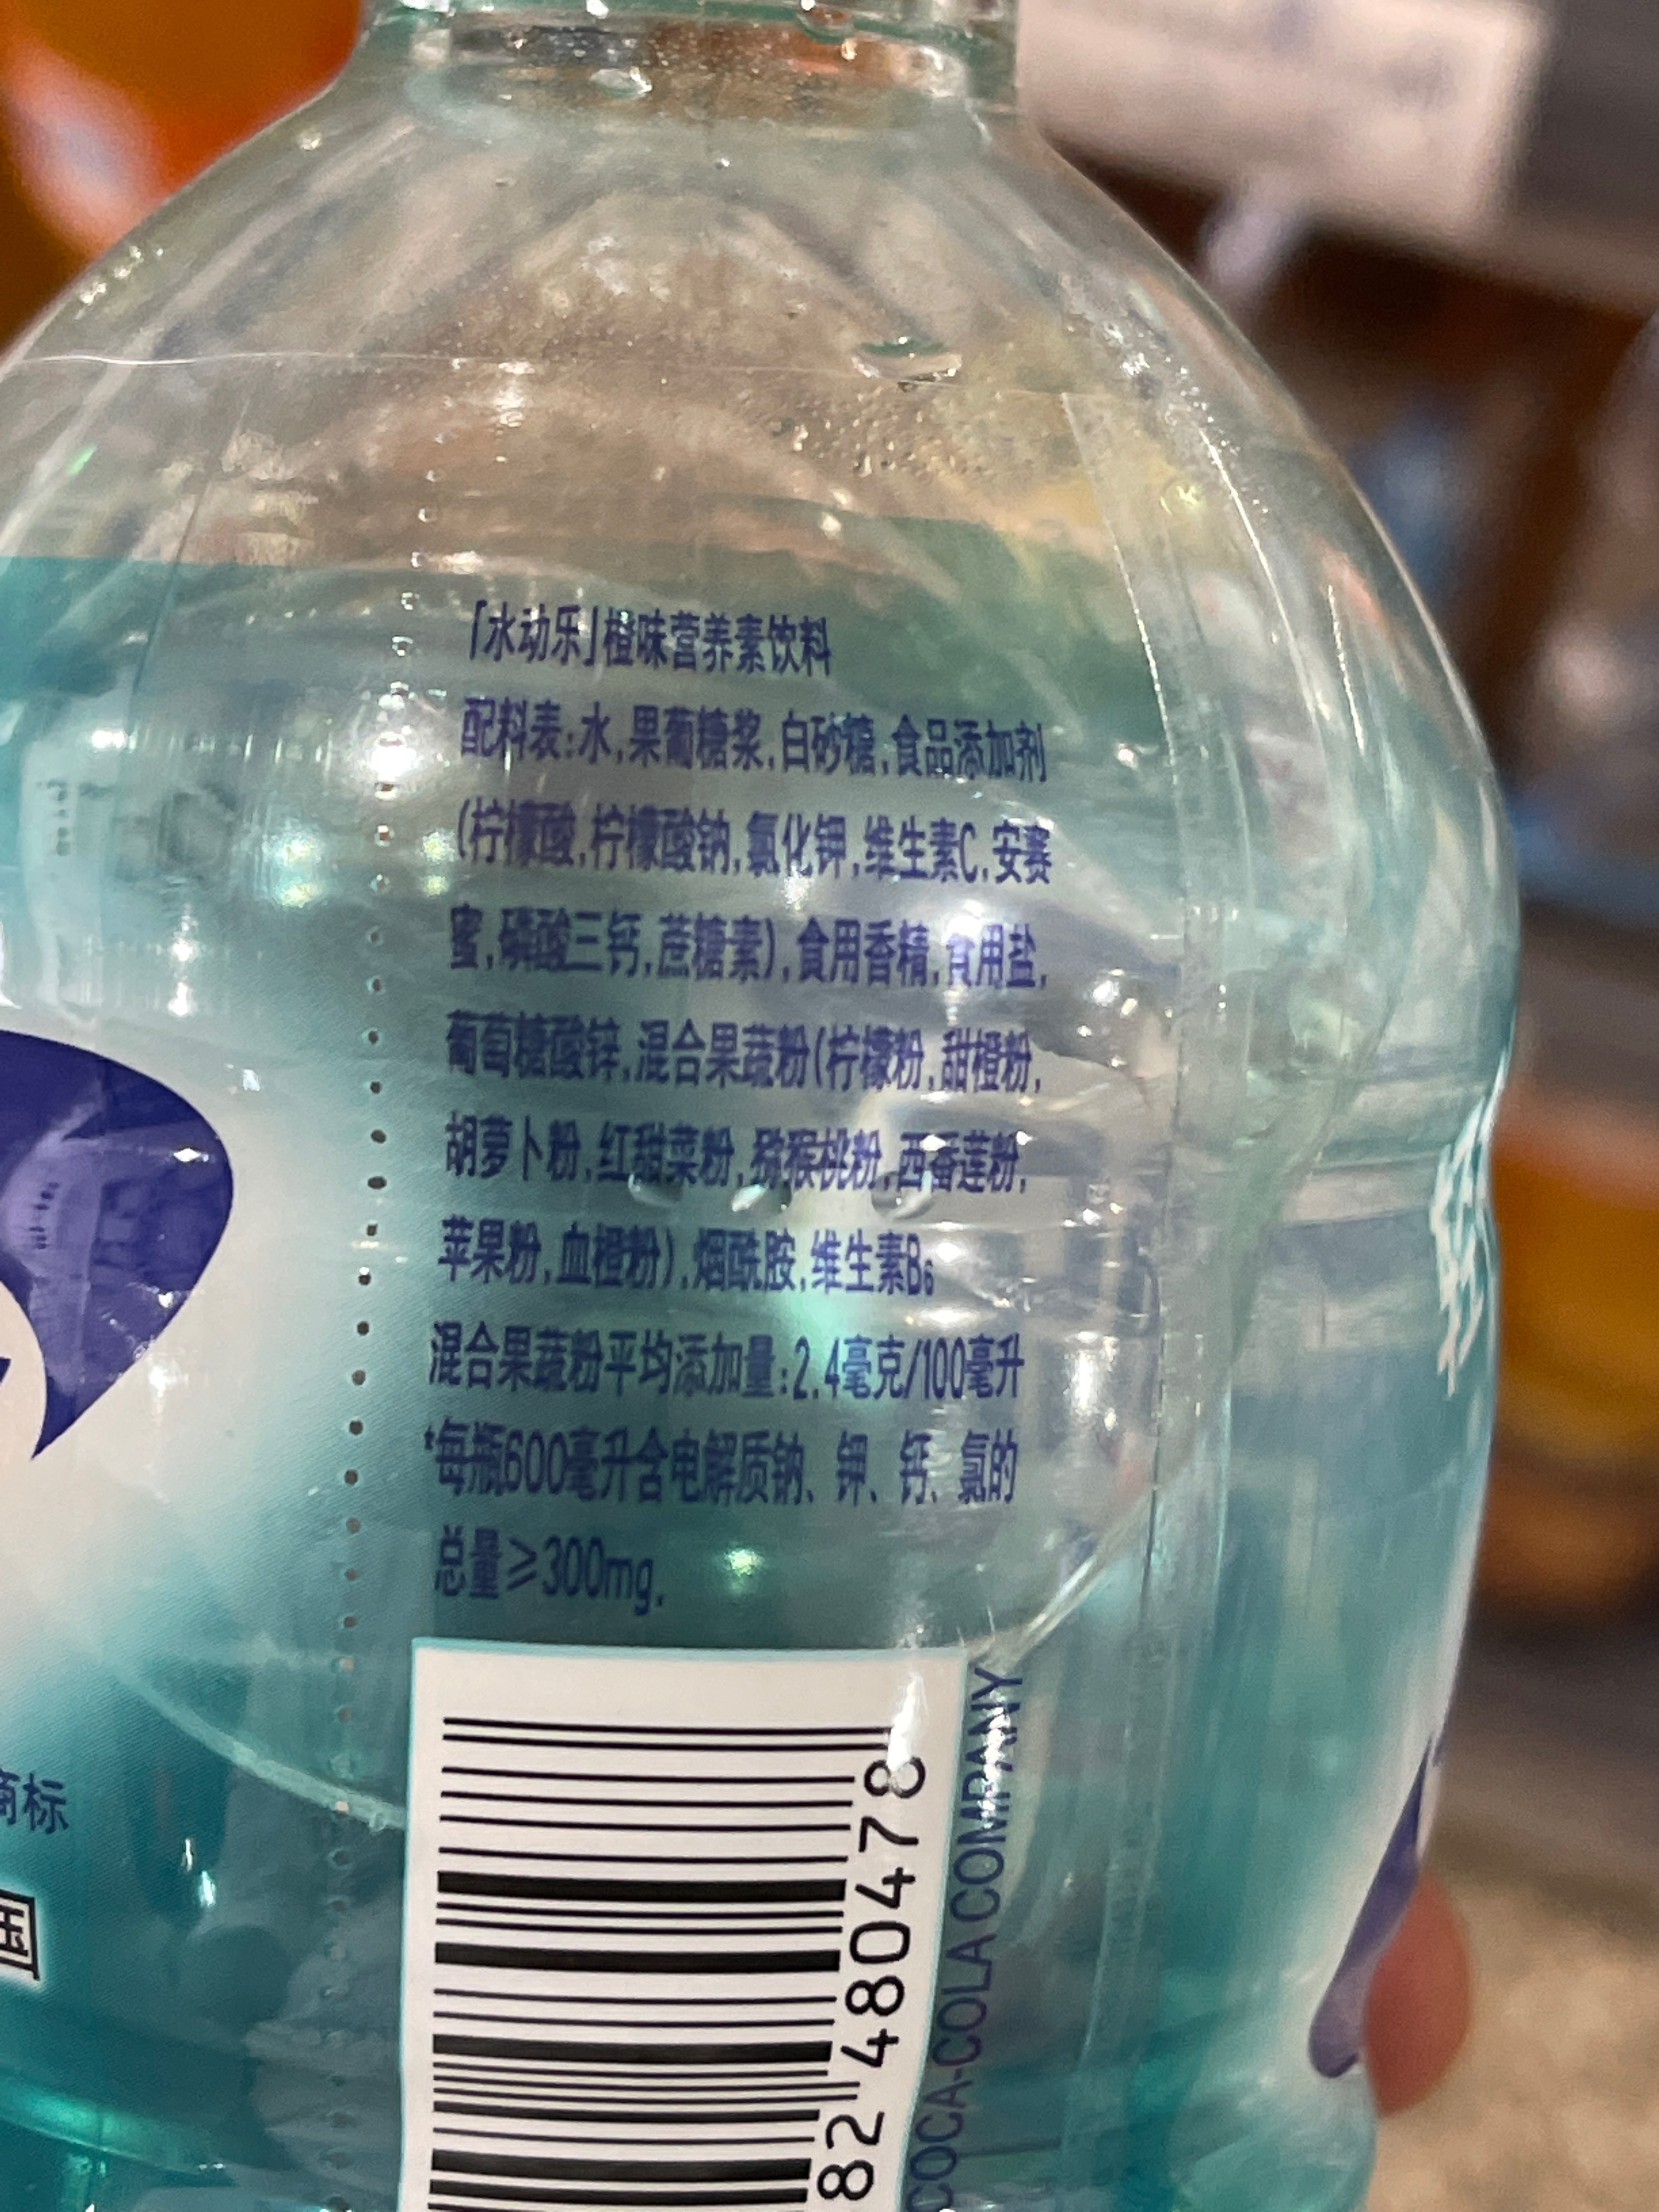 「水动乐」橙味营养素饮料
配料表:水,果葡糖浆,白砂糖,食品添加剂
(柠檬酸,柠檬酸钠,氯化钾,维生素C,安赛
蜜,磷酸三钙,蔗糖素),食用香精,食用盐,
葡萄糖酸锌,混合果蔬粉(柠檬粉,甜橙粉,
胡萝卜粉,红甜菜粉,猕猴桃粉,西番莲粉,
苹果粉,血橙粉),烟酰胺,维生素B₆
混合果蔬粉平均添加量:2.4毫克/100毫升
*每瓶600毫升含电解质钠、钾、钙、氯的
总量≥300mg.
82 480478
COCA-COLA COMPANY
商标